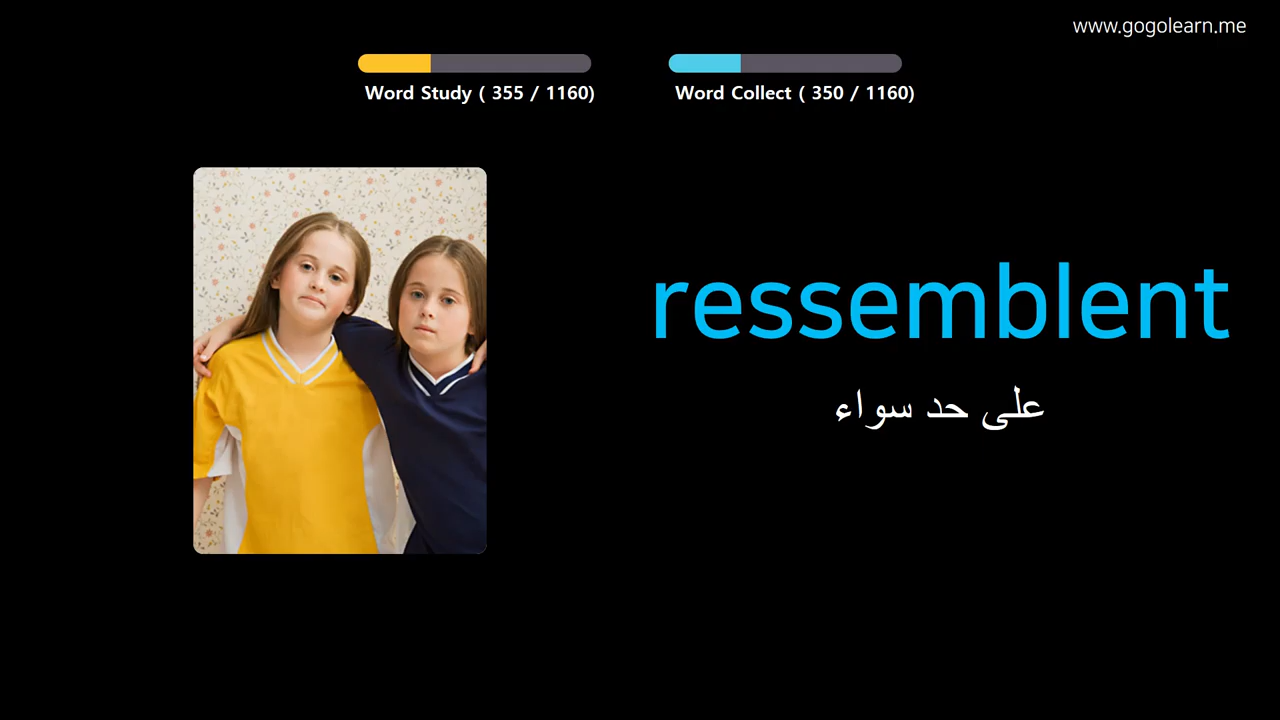 www.gogolearn.me
Word Study ( 355 / 1160)
Word Collect ( 350 / 1160)
ressemblent
على حد سواء